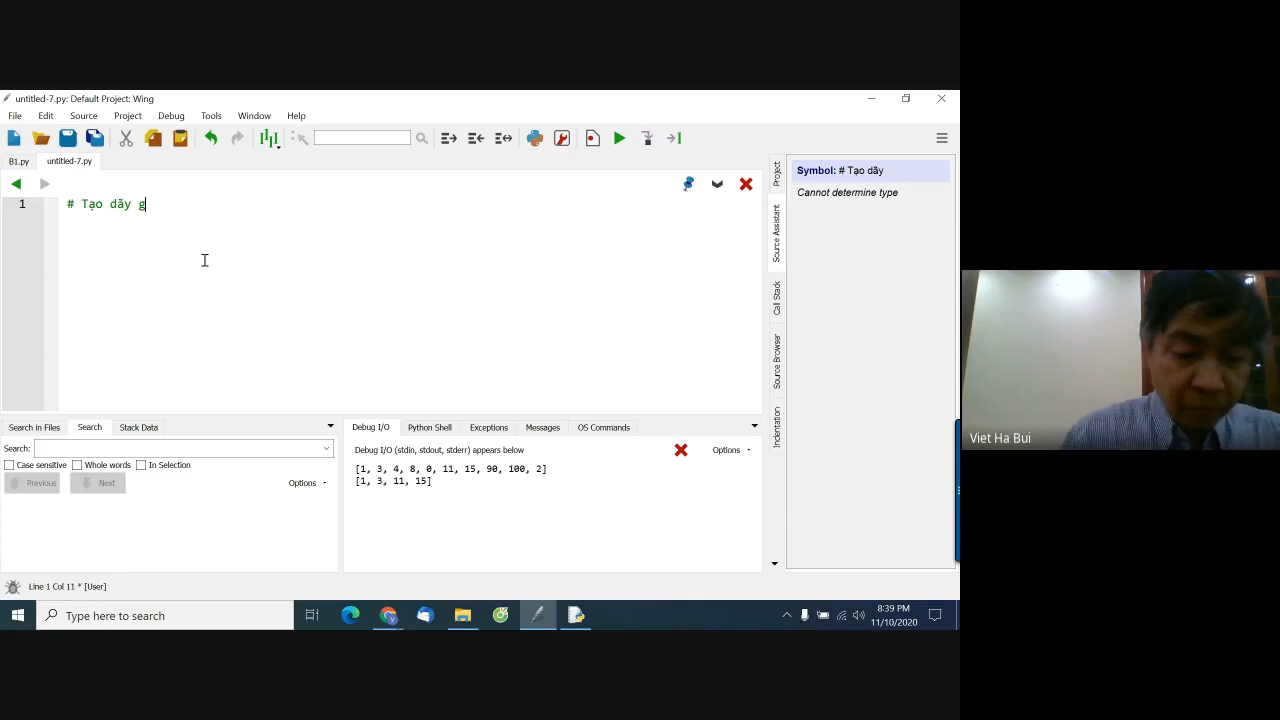 untitled-7.py: Default Project: Wing
File Edit Source Project Debug Tools Window Help
B1.py untitled-7.py
1 # Tạo dãy g
Project
Source Assistant
Call Stack
Source Browser
Indentation
Symbol: # Tạo dãy
Cannot determine type
Viet Ha Bui
Search in Files Search Stack Data
Search:
Case sensitive Whole words In Selection
Previous Next Options
Debug I/O Python Shell Exceptions Messages OS Commands
Debug I/O (stdin, stdout, stderr) appears below Options
[1, 3, 4, 8, 0, 11, 15, 90, 100, 2]
[1, 3, 11, 15]
Line 1 Col 11 * [User]
Type here to search
8:39 PM
11/10/2020